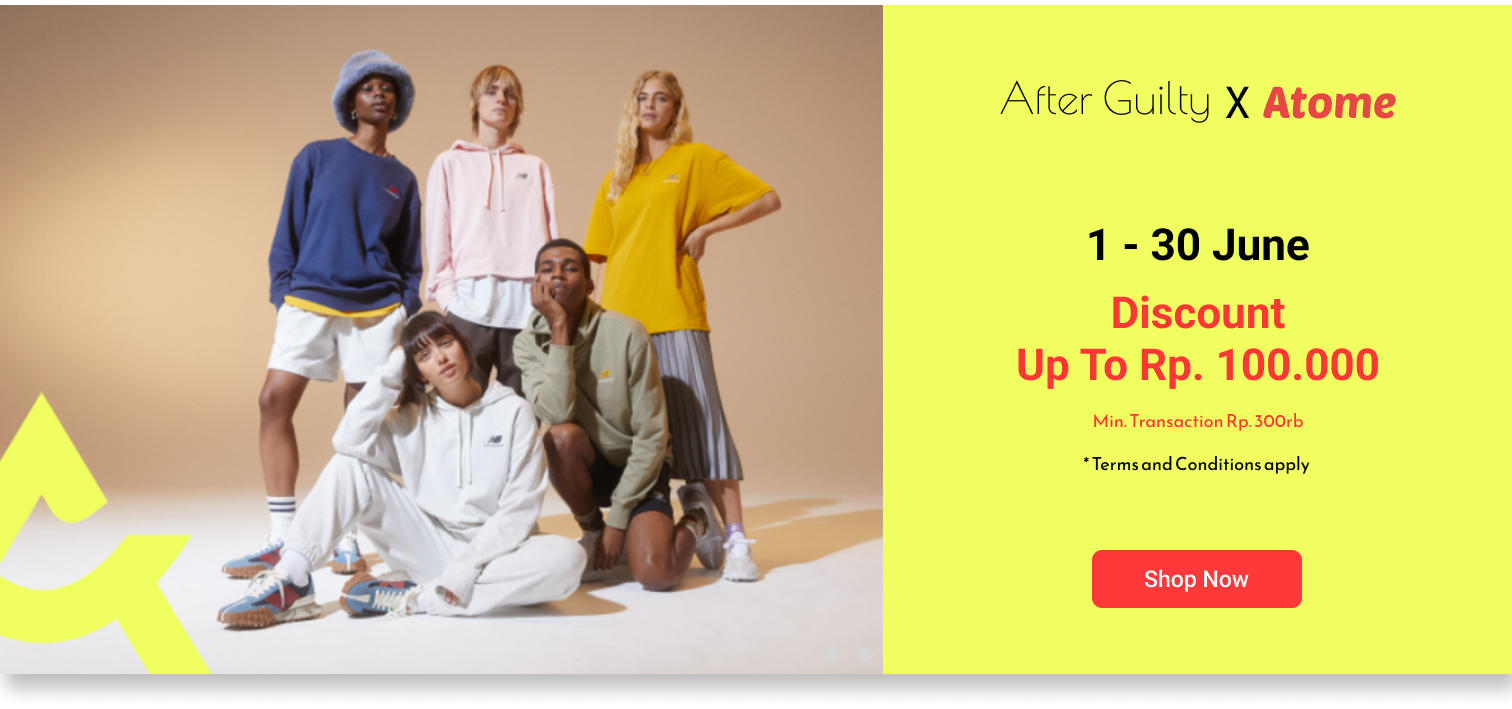 After Guilty X Atome
1 - 30 June
Discount
Up To Rp. 100.000
Min. Transaction Rp. 300rb
* Terms and Conditions apply
Shop Now